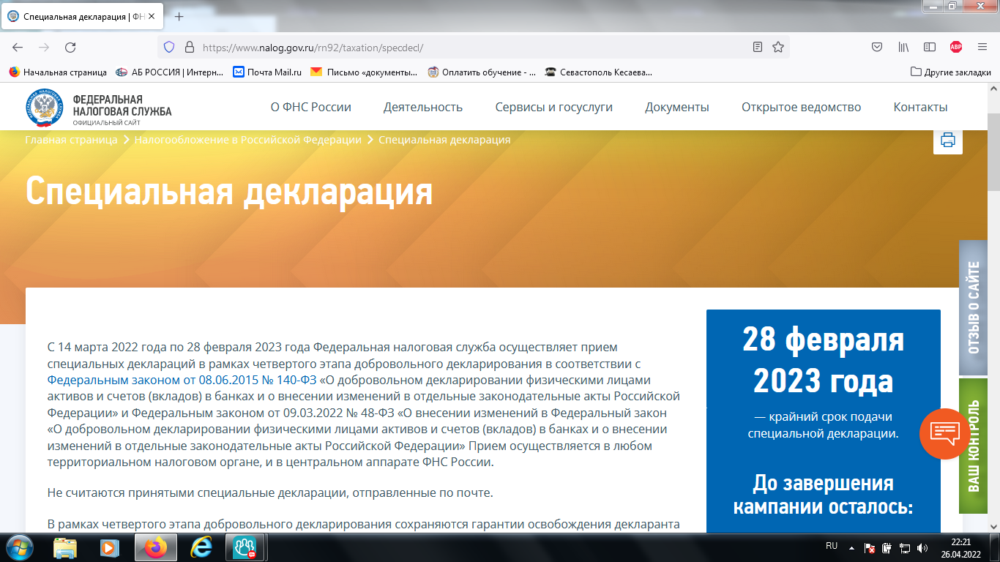 Специальная декларация | ФН
https://www.nalog.gov.ru/rn92/taxation/specdecl/
ABP
Начальная страница
АБ РОССИЯ | Интерн...
Почта Mail.ru
Письмо «документы...
Оплатить обучение - ...
Севастополь Кесаева...
Другие закладки
ФЕДЕРАЛЬНАЯ
НАЛОГОВАЯ СЛУЖБА
ОФИЦИАЛЬНЫЙ САЙТ
О ФНС России
Деятельность
Сервисы и госуслуги
Документы
Открытое ведомство
Контакты
Главная страница
Налогообложение в Российской Федерации
Специальная декларация
Специальная декларация
С 14 марта 2022 года по 28 февраля 2023 года Федеральная налоговая служба осуществляет прием
специальных деклараций в рамках четвертого этапа добровольного декларирования в соответствии с
Федеральным законом от 08.06.2015 № 140-ФЗ «О добровольном декларировании физическими лицами
активов и счетов (вкладов) в банках и о внесении изменений в отдельные законодательные акты Российской
Федерации» и Федеральным законом от 09.03.2022 № 48-ФЗ «О внесении изменений в Федеральный закон
«О добровольном декларировании физическими лицами активов и счетов (вкладов) в банках и о внесении
изменений в отдельные законодательные акты Российской Федерации» Прием осуществляется в любом
территориальном налоговом органе, и в центральном аппарате ФНС России.
Не считаются принятыми специальные декларации, отправленные по почте.
В рамках четвертого этапа добровольного декларирования сохраняются гарантии освобождения декларанта
28 февраля
2023 года
— крайний срок подачи
специальной декларации.
До завершения
кампании осталось:
ОТЗЫВ О САЙТЕ
ВАШ КОНТРОЛЬ
RU
22:21
26.04.2022